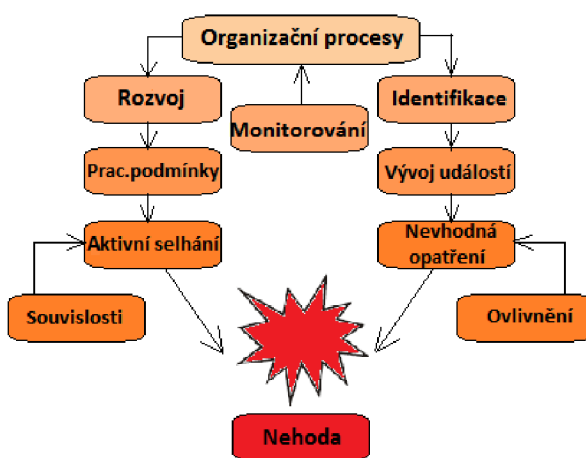 Organizační procesy
Rozvoj
Identifikace
Monitorování
Prac.podmínky
Vývoj událostí
Aktivní selhání
Nevhodná
opatření
Souvislosti
Ovlivnění
Nehoda